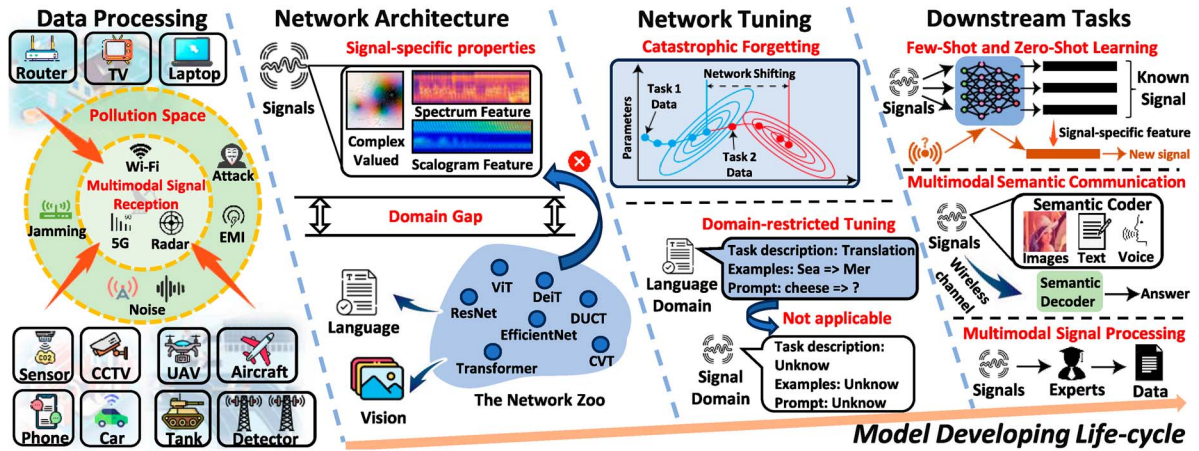 Data Processing
Router
TV
Laptop
Pollution Space
Wi-Fi
Attack
Multimodal Signal
Reception
Jamming
5G
Radar
EMI
Noise
Sensor
CO2
CCTV
UAV
Aircraft
Phone
Car
Tank
Detector
Network Architecture
Signal-specific properties
Signals
Complex
Valued
Spectrum Feature
Scalogram Feature
Domain Gap
Language
Vision
ViT
DeiT
ResNet
DUCT
EfficientNet
Transformer
CVT
The Network Zoo
Network Tuning
Catastrophic Forgetting
Parameters
Network Shifting
Task 1
Data
Task 2
Data
Domain-restricted Tuning
Language
Domain
Task description: Translation
Examples: Sea => Mer
Prompt: cheese => ?
Not applicable
Signal
Domain
Task description:
Unknow
Examples: Unknow
Prompt: Unknow
Downstream Tasks
Few-Shot and Zero-Shot Learning
Signals
Known
Signal
Signal-specific feature
?
New signal
Multimodal Semantic Communication
Signals
Semantic Coder
Images
Text
Voice
Wireless
channel
Semantic
Decoder
Answer
Multimodal Signal Processing
Signals
Experts
Data
Model Developing Life-cycle